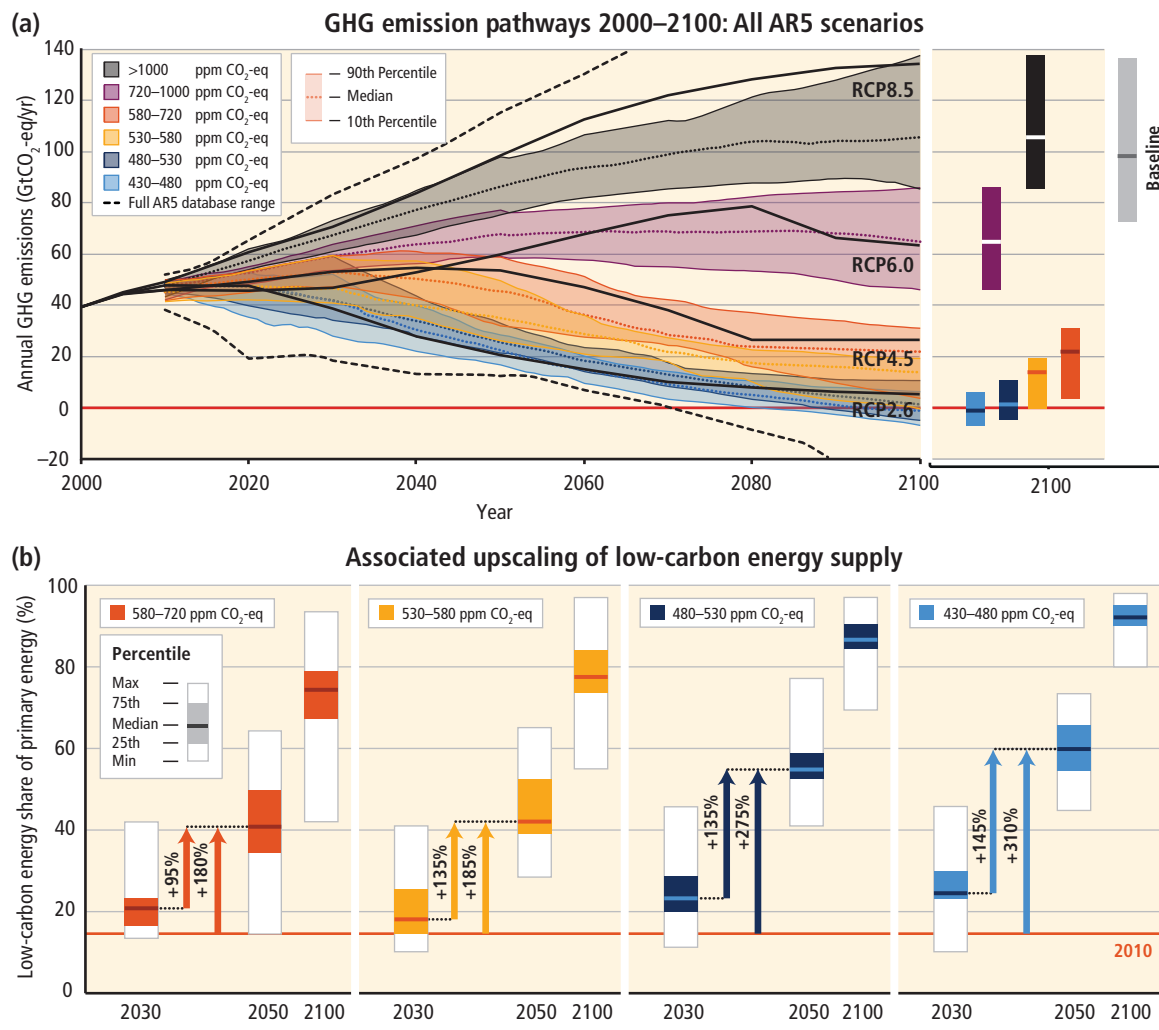 (a)
GHG emission pathways 2000–2100: All AR5 scenarios
Annual GHG emissions (GtCO2-eq/yr)
140
120
100
80
60
40
20
0
–20
>1000 ppm CO2-eq
720–1000 ppm CO2-eq
580–720 ppm CO2-eq
530–580 ppm CO2-eq
480–530 ppm CO2-eq
430–480 ppm CO2-eq
Full AR5 database range
90th Percentile
Median
10th Percentile
RCP8.5
RCP6.0
RCP4.5
RCP2.6
Baseline
2000
2020
2040
2060
2080
2100
2100
Year
(b)
Associated upscaling of low-carbon energy supply
Low-carbon energy share of primary energy (%)
100
80
60
40
20
0
580–720 ppm CO2-eq
Percentile
Max
75th
Median
25th
Min
+95%
+180%
530–580 ppm CO2-eq
+135%
+185%
480–530 ppm CO2-eq
+135%
+275%
430–480 ppm CO2-eq
+145%
+310%
2010
2030
2050
2100
2030
2050
2100
2030
2050
2100
2030
2050
2100